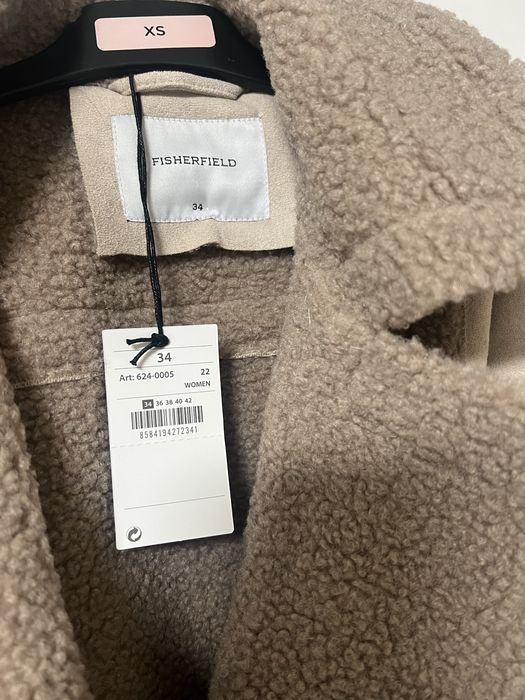 XS
FISHERFIELD
34
34
Art: 624-0005 22
WOMEN
34 36 38 40 42
8584194272341